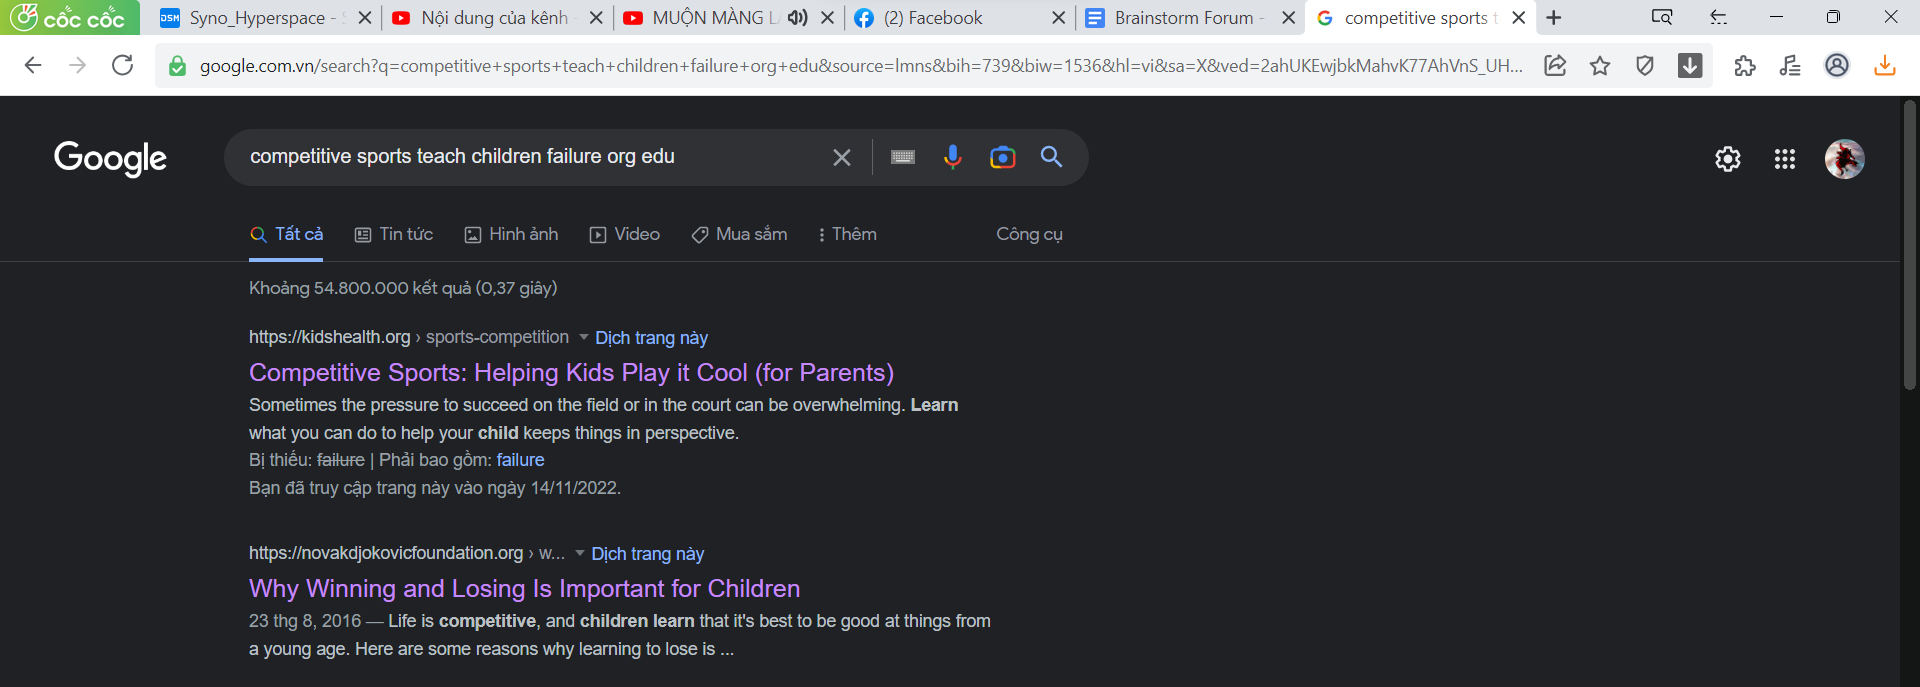 cốc cốc
Syno_Hyperspace -
Nội dung của kênh
MUỘN MÀNG L
(2) Facebook
Brainstorm Forum -
competitive sports t
google.com.vn/search?q=competitive+sports+teach+children+failure+org+edu&source=lmns&bih=739&biw=1536&hl=vi&sa=X&ved=2ahUKEwjbkMahvK77AhVnS_UH...
Google
competitive sports teach children failure org edu
Tất cả
Tin tức
Hình ảnh
Video
Mua sắm
Thêm
Công cụ
Khoảng 54.800.000 kết quả (0,37 giây)
https://kidshealth.org › sports-competition Dịch trang này
Competitive Sports: Helping Kids Play it Cool (for Parents)
Sometimes the pressure to succeed on the field or in the court can be overwhelming. Learn
what you can do to help your child keeps things in perspective.
Bị thiếu: failure | Phải bao gồm: failure
Bạn đã truy cập trang này vào ngày 14/11/2022.
https://novakdjokovicfoundation.org › w... Dịch trang này
Why Winning and Losing Is Important for Children
23 thg 8, 2016 — Life is competitive, and children learn that it's best to be good at things from
a young age. Here are some reasons why learning to lose is ...